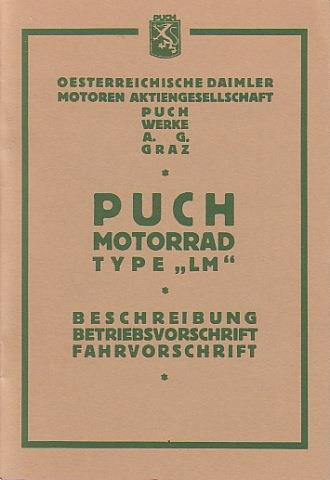 PUCH
OESTERREICHISCHE DAIMLER
MOTOREN AKTIENGESELLSCHAFT
PUCH
WERKE
A. G.
GRAZ
*
PUCH
MOTORRAD
TYPE „LM“
*
BESCHREIBUNG
BETRIEBSVORSCHRIFT
FAHRVORSCHRIFT
*